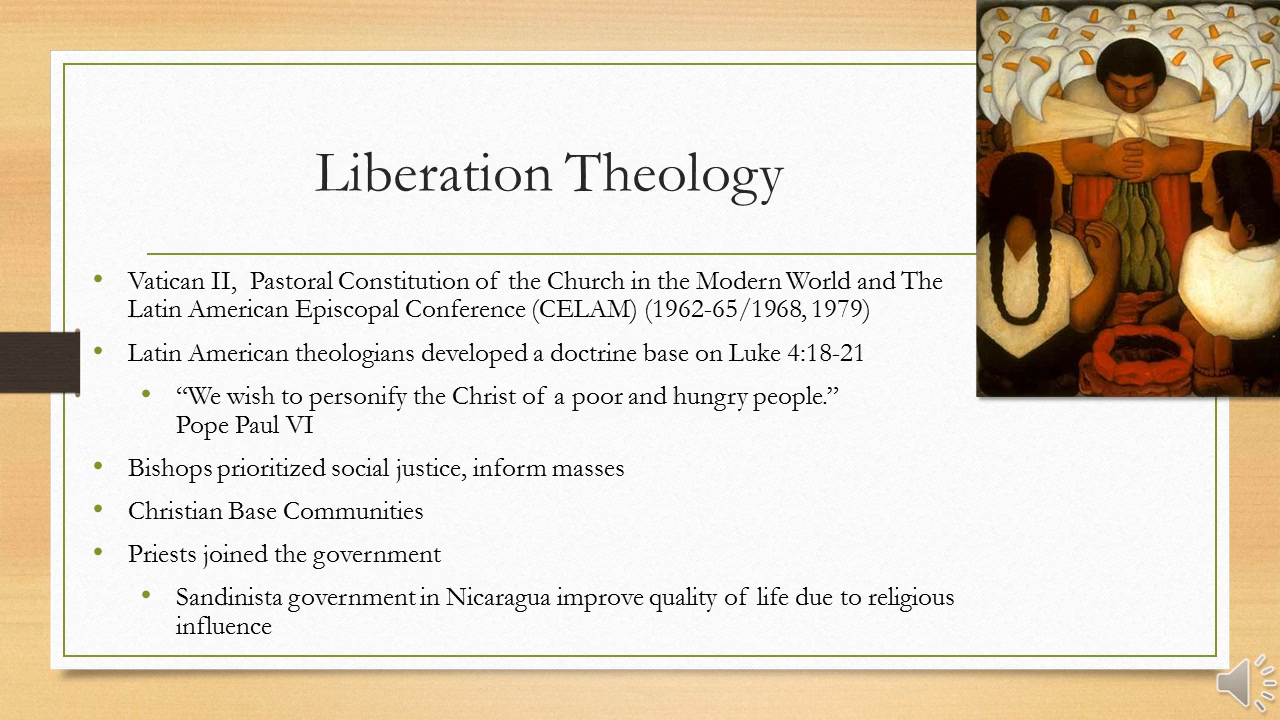 Liberation Theology
• Vatican II, Pastoral Constitution of the Church in the Modern World and The
Latin American Episcopal Conference (CELAM) (1962-65/1968, 1979)
• Latin American theologians developed a doctrine base on Luke 4:18-21
• “We wish to personify the Christ of a poor and hungry people.”
Pope Paul VI
• Bishops prioritized social justice, inform masses
• Christian Base Communities
• Priests joined the government
• Sandinista government in Nicaragua improve quality of life due to religious
influence